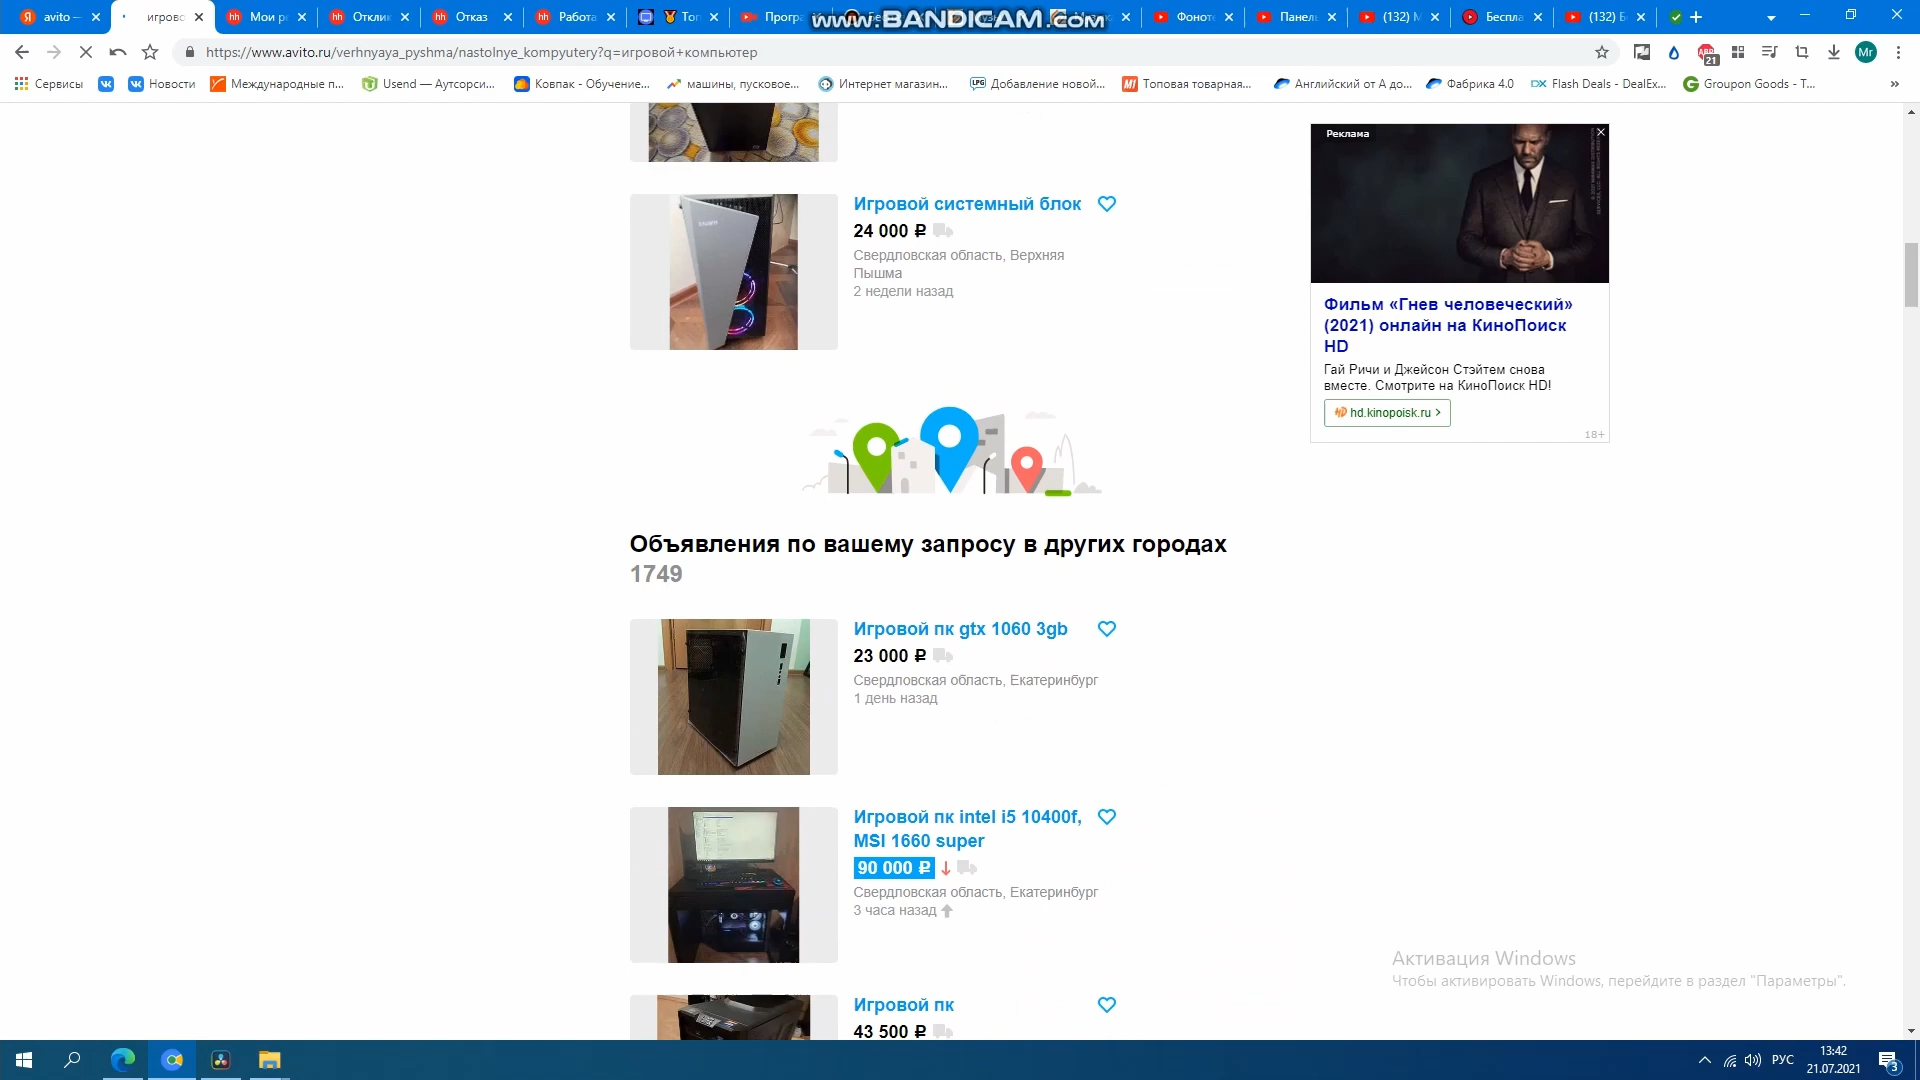 avito —
игрово
Мои р
Отклик
Отказ
Работа
Топ
Програ
www.BANDICAM.com
Фоноте
Панель
(132) М
Беспла
(132) Б
https://www.avito.ru/verhnyaya_pyshma/nastolnye_kompyutery?q=игровой+компьютер
ABP
21
Mr
Сервисы
Новости
Международные п...
Usend — Аутсорси...
Ковпак - Обучение...
машины, пусковое...
Интернет магазин...
Добавление новой...
Топовая товарная...
Английский от А до...
Фабрика 4.0
DX Flash Deals - DealEx...
Groupon Goods - T...
»
Игровой системный блок
24 000 ₽
Свердловская область, Верхняя
Пышма
2 недели назад
Реклама
Фильм «Гнев человеческий»
(2021) онлайн на КиноПоиск
HD
Гай Ричи и Джейсон Стэйтем снова
вместе. Смотрите на КиноПоиск HD!
hd.kinopoisk.ru
18+
Объявления по вашему запросу в других городах
1749
Игровой пк gtx 1060 3gb
23 000 ₽
Свердловская область, Екатеринбург
1 день назад
Игровой пк intel i5 10400f,
MSI 1660 super
90 000 ₽
Свердловская область, Екатеринбург
3 часа назад
Игровой пк
43 500 ₽
Активация Windows
Чтобы активировать Windows, перейдите в раздел "Параметры".
РУС
13:42
21.07.2021
3